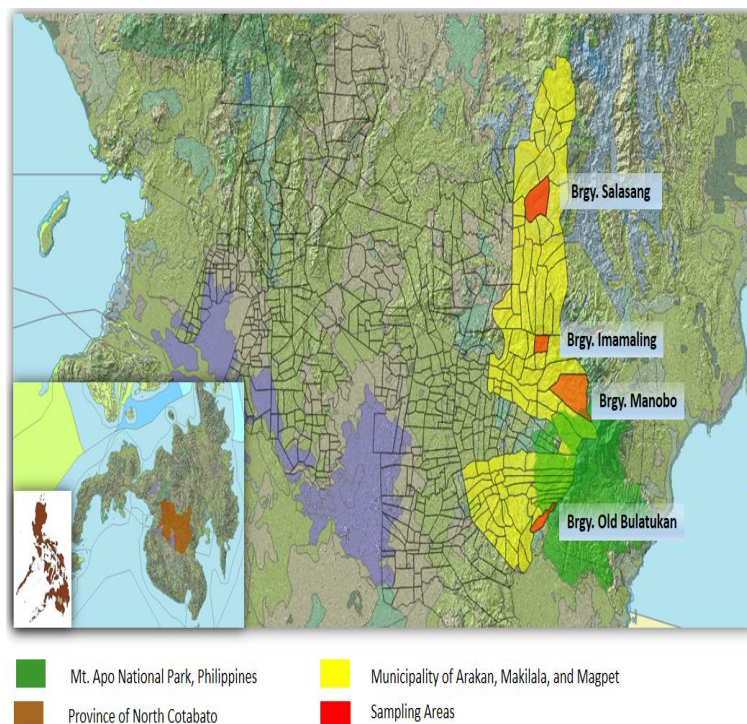 Brgy. Salasang
Brgy. Imamaling
Brgy. Manobo
Brgy. Old Bulatukan
Mt. Apo National Park, Philippines
Municipality of Arakan, Makilala, and Magpet
Province of North Cotabato
Sampling Areas